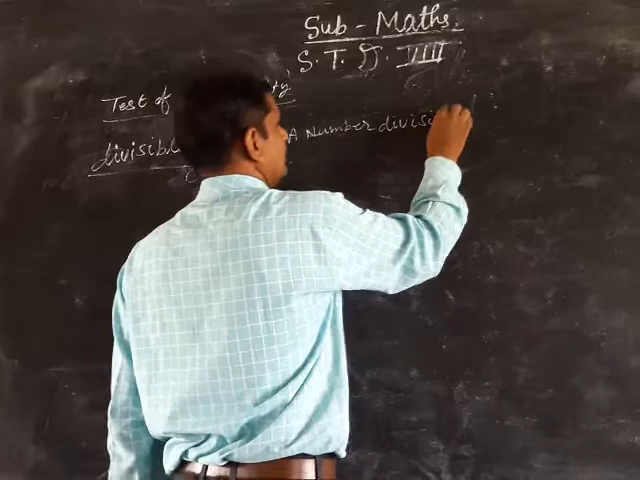 Sub - Maths.
S.T.D. VIII
Test of
divisibl
A Number divisi